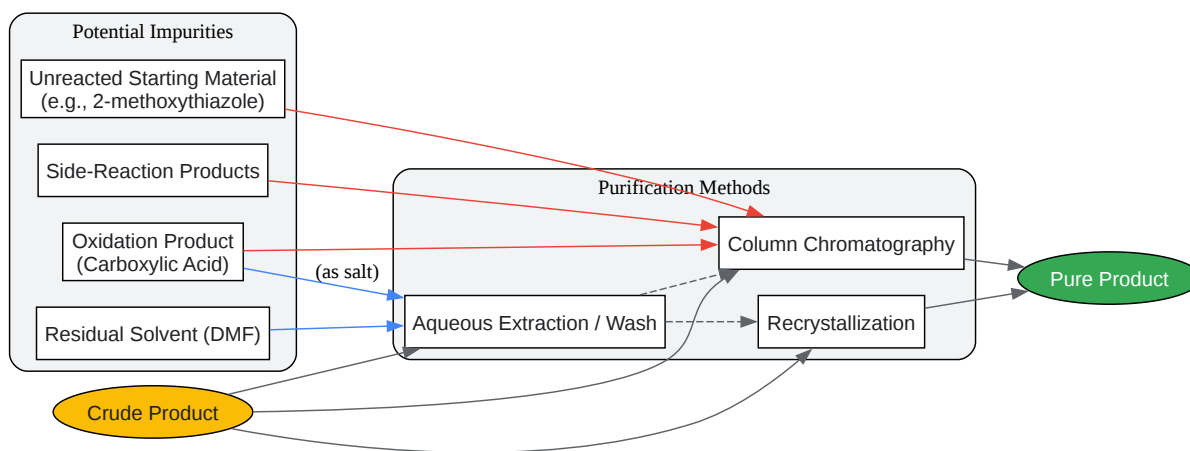 Potential Impurities
Unreacted Starting Material
(e.g., 2-methoxythiazole)
Side-Reaction Products
Oxidation Product
(Carboxylic Acid)
(as salt)
Residual Solvent (DMF)
Crude Product
Purification Methods
Column Chromatography
Aqueous Extraction / Wash
Recrystallization
Pure Product